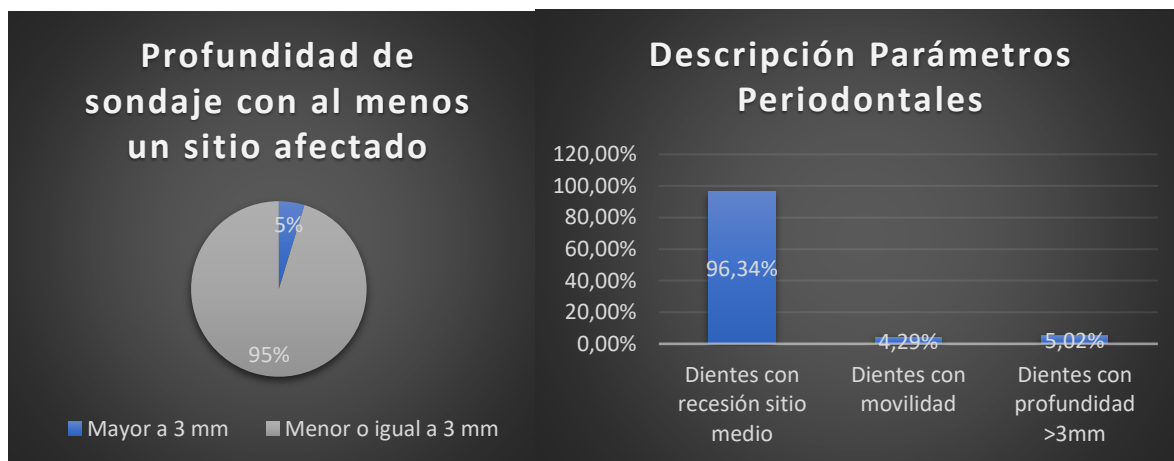 Profundidad de
sondaje con al menos
un sitio afectado
5%
95%
Mayor a 3 mm
Menor o igual a 3 mm
Descripción Parámetros
Periodontales
120,00%
100,00%
80,00%
60,00%
40,00%
20,00%
0,00%
96,34%
4,29%
5,02%
Dientes con
recesión sitio
medio
Dientes con
movilidad
Dientes con
profundidad
>3mm